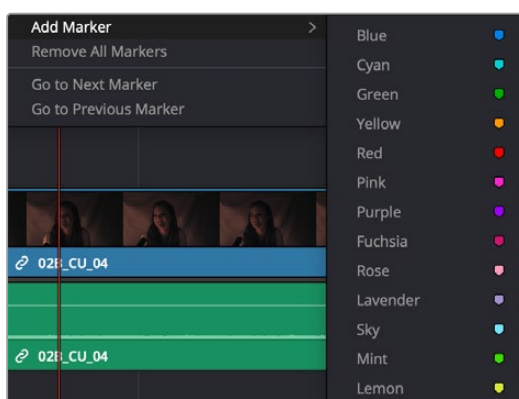 Add Marker
Remove All Markers
Go to Next Marker
Go to Previous Marker
Blue
Cyan
Green
Yellow
Red
Pink
Purple
Fuchsia
Rose
Lavender
Sky
Mint
Lemon
02B_CU_04
02B_CU_04